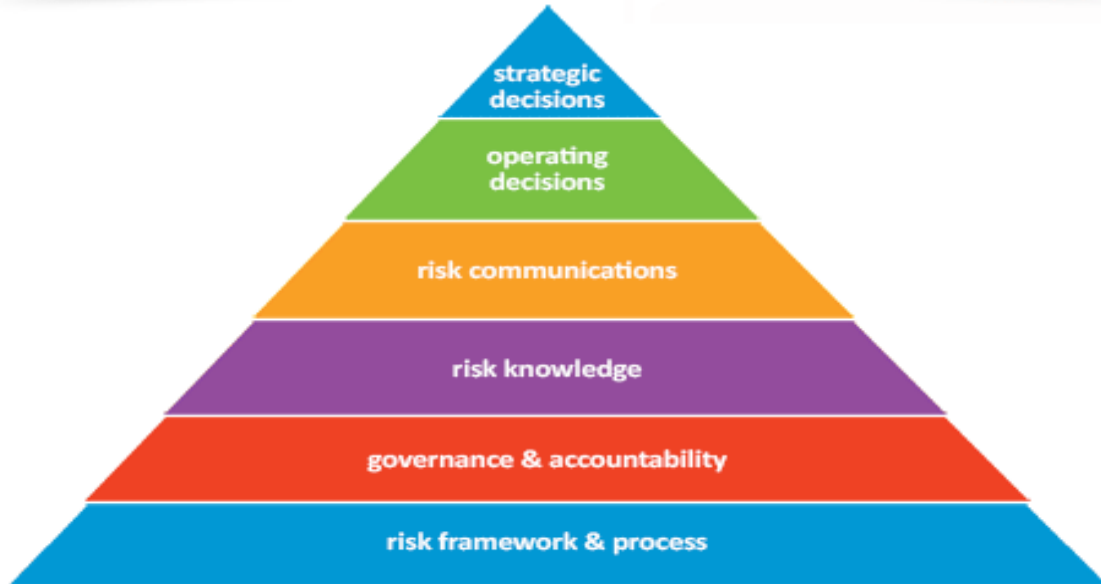 strategic
decisions
operating
decisions
risk communications
risk knowledge
governance & accountability
risk framework & process